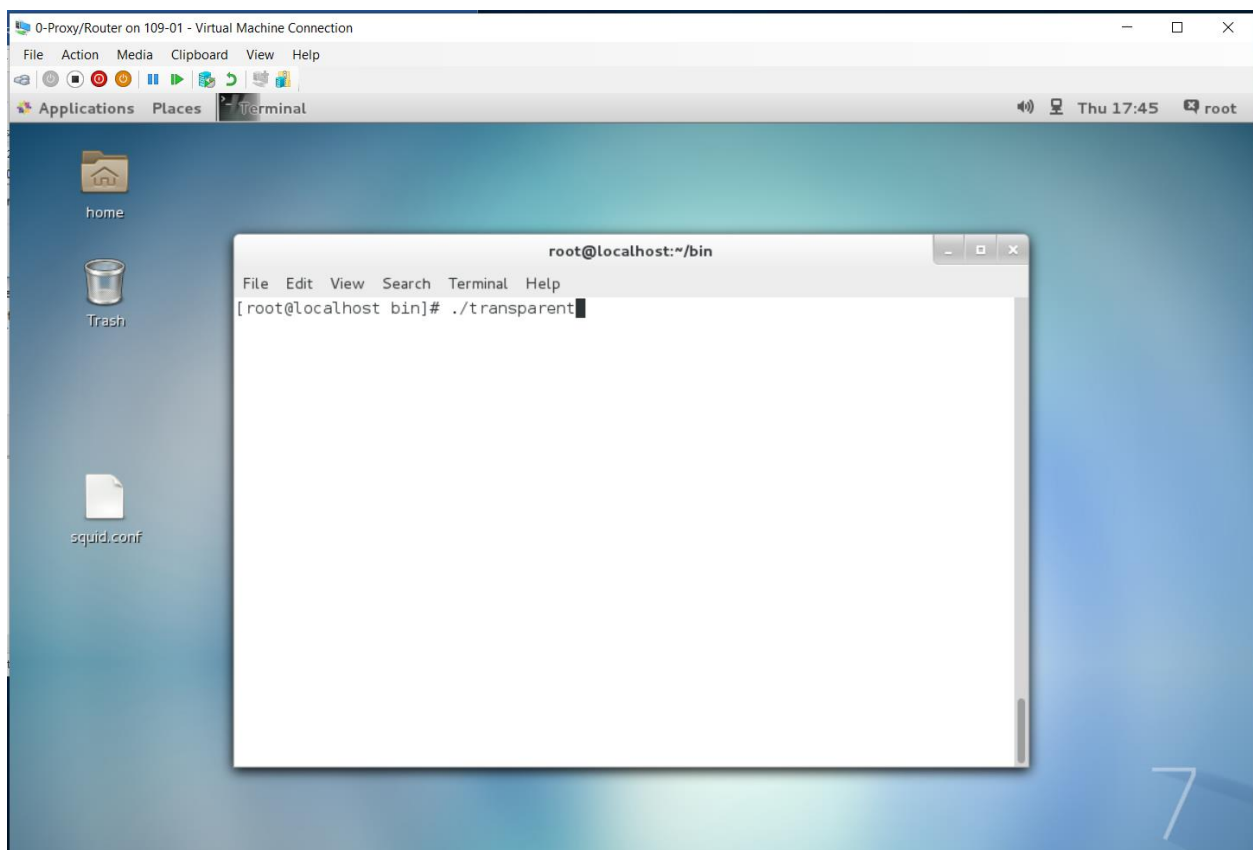 0-Proxy/Router on 109-01 - Virtual Machine Connection
File Action Media Clipboard View Help
Applications Places Terminal Thu 17:45 root
home
root@localhost:~/bin
File Edit View Search Terminal Help
[root@localhost bin]# ./transparent
Trash
squid.conf
7